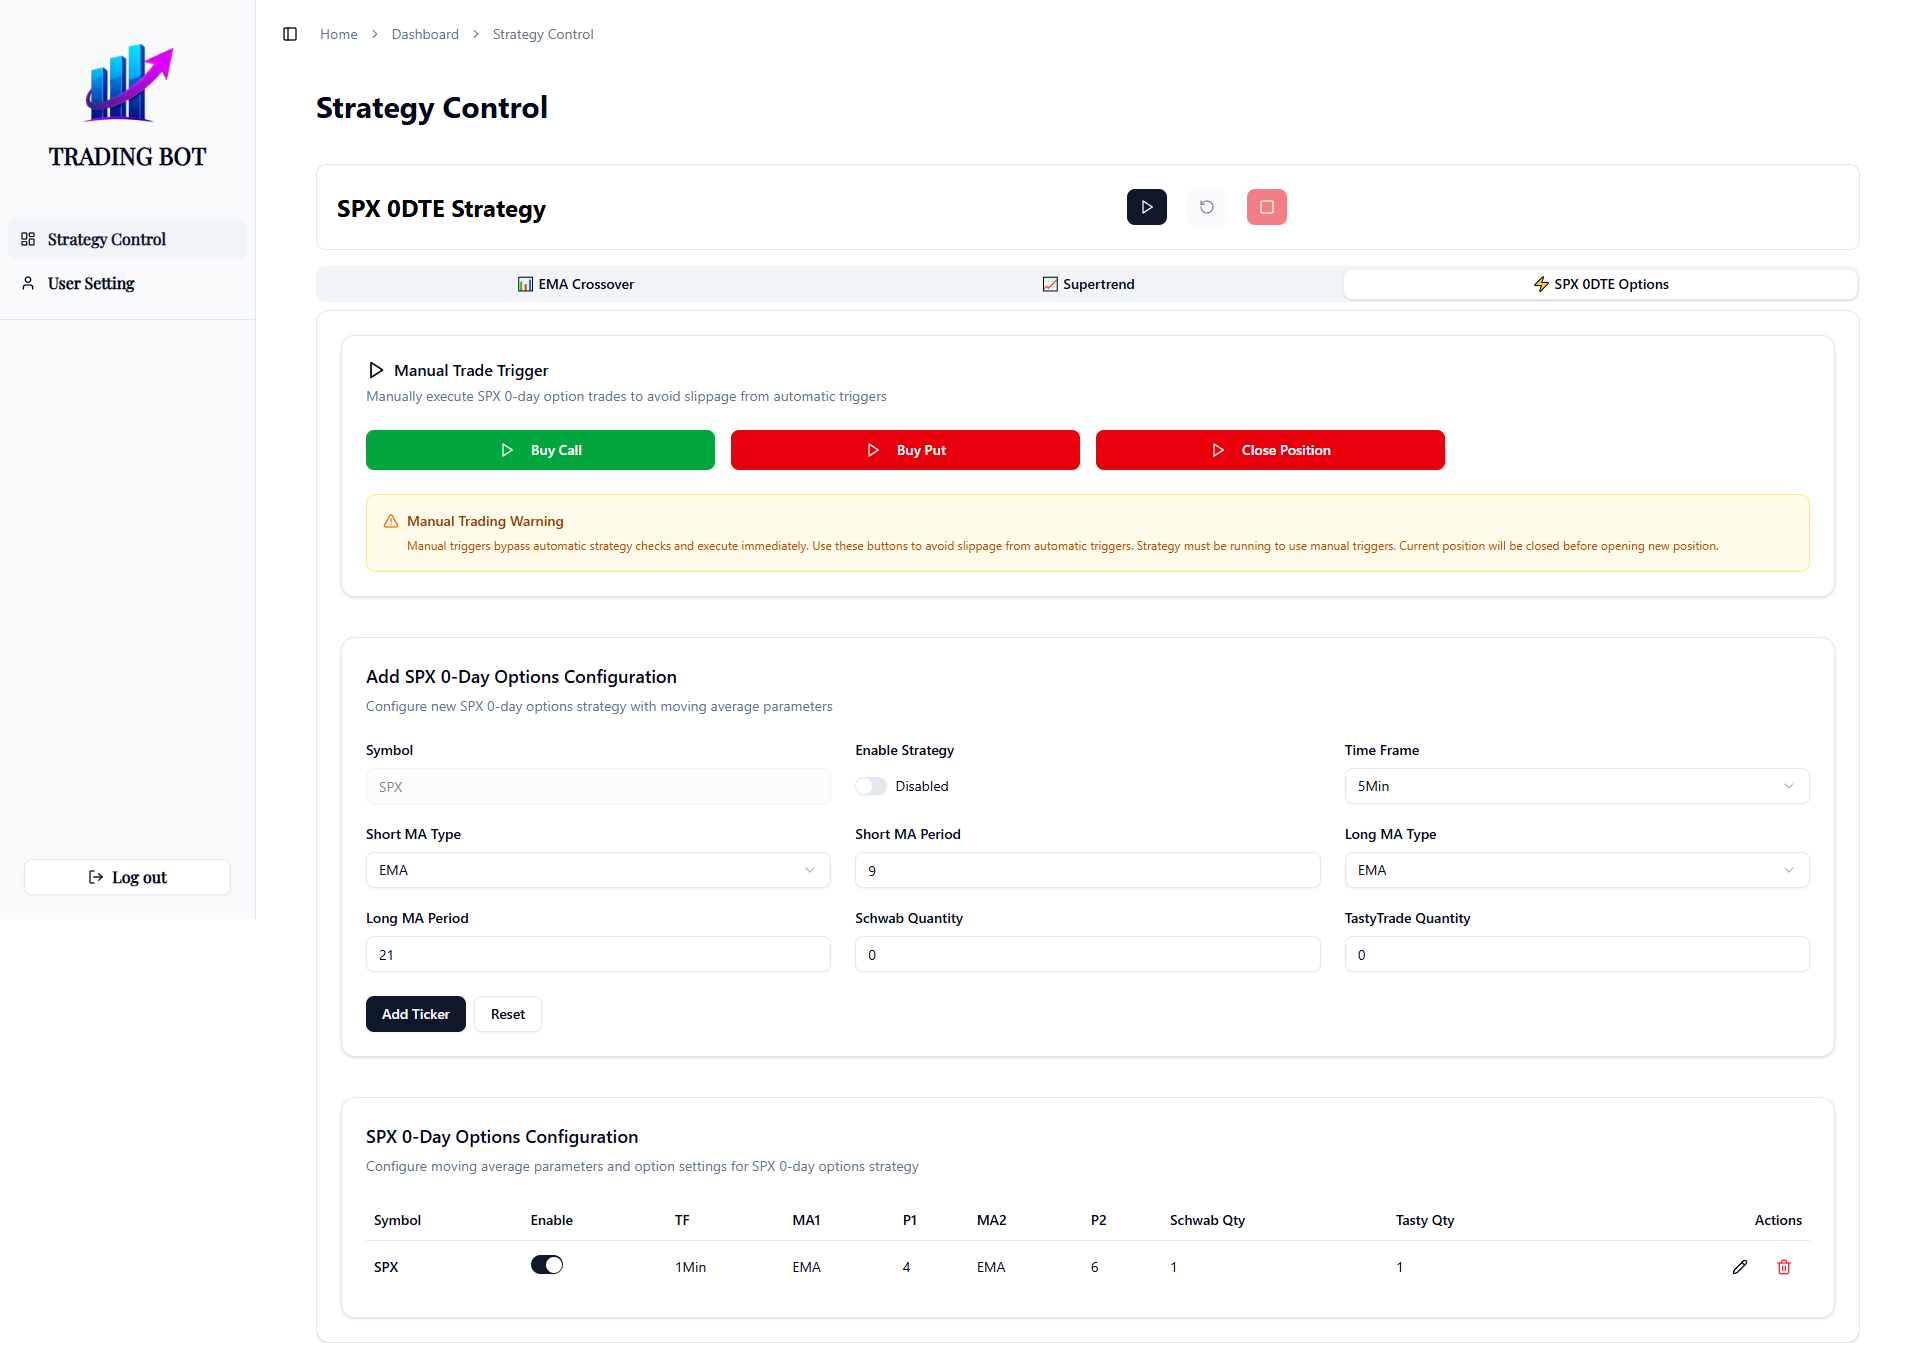 TRADING BOT
Strategy Control
User Setting
Log out
Home > Dashboard > Strategy Control
Strategy Control
SPX 0DTE Strategy
EMA Crossover
Supertrend
SPX 0DTE Options
Manual Trade Trigger
Manually execute SPX 0-day option trades to avoid slippage from automatic triggers
Buy Call
Buy Put
Close Position
Manual Trading Warning
Manual triggers bypass automatic strategy checks and execute immediately. Use these buttons to avoid slippage from automatic triggers. Strategy must be running to use manual triggers. Current position will be closed before opening new position.
Add SPX 0-Day Options Configuration
Configure new SPX 0-day options strategy with moving average parameters
Symbol Enable Strategy Time Frame
SPX Disabled 5Min
Short MA Type Short MA Period Long MA Type
EMA 9 EMA
Long MA Period Schwab Quantity TastyTrade Quantity
21 0 0
Add Ticker Reset
SPX 0-Day Options Configuration
Configure moving average parameters and option settings for SPX 0-day options strategy
Symbol Enable TF MA1 P1 MA2 P2 Schwab Qty Tasty Qty Actions
SPX 1Min EMA 4 EMA 6 1 1